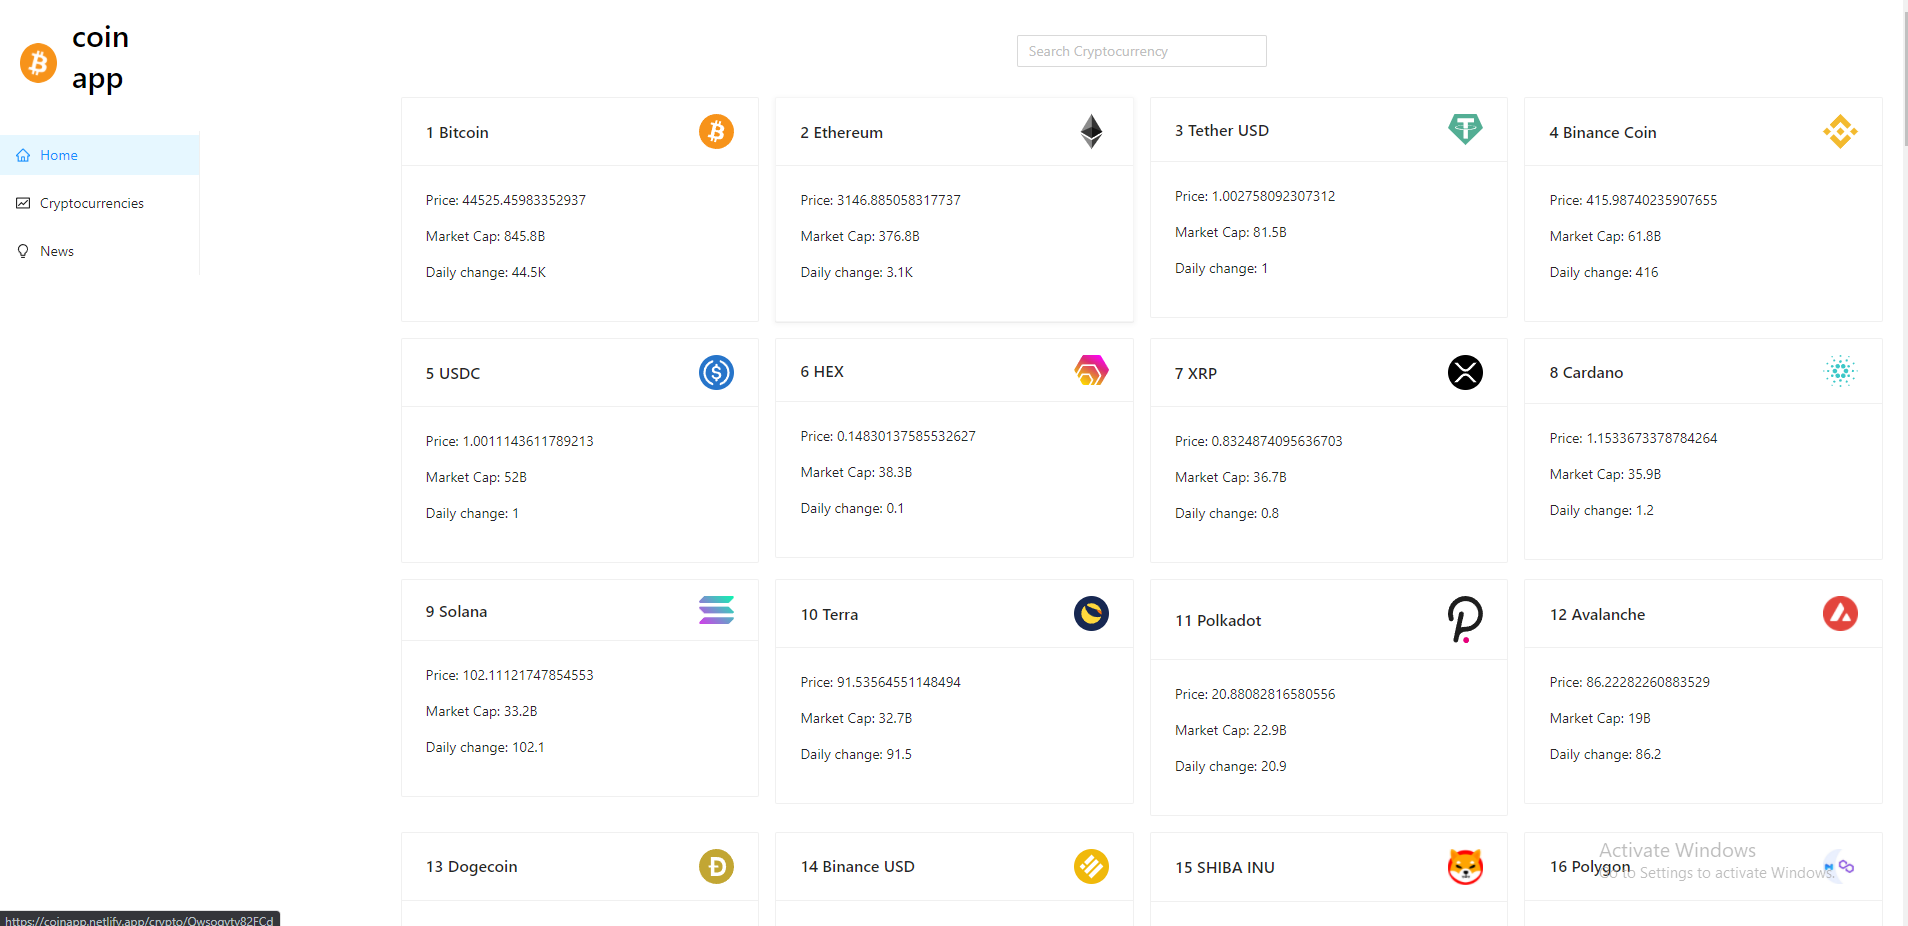 coin
app
Home
Cryptocurrencies
News
Search Cryptocurrency
1 Bitcoin
Price: 44525.45983352937
Market Cap: 845.8B
Daily change: 44.5K
2 Ethereum
Price: 3146.885058317737
Market Cap: 376.8B
Daily change: 3.1K
3 Tether USD
Price: 1.002758092307312
Market Cap: 81.5B
Daily change: 1
4 Binance Coin
Price: 415.98740235907655
Market Cap: 61.8B
Daily change: 416
5 USDC
Price: 1.0011143611789213
Market Cap: 52B
Daily change: 1
6 HEX
Price: 0.14830137585532627
Market Cap: 38.3B
Daily change: 0.1
7 XRP
Price: 0.8324874095636703
Market Cap: 36.7B
Daily change: 0.8
8 Cardano
Price: 1.1533673378784264
Market Cap: 35.9B
Daily change: 1.2
9 Solana
Price: 102.11121747854553
Market Cap: 33.2B
Daily change: 102.1
10 Terra
Price: 91.53564551148494
Market Cap: 32.7B
Daily change: 91.5
11 Polkadot
Price: 20.88082816580556
Market Cap: 22.9B
Daily change: 20.9
12 Avalanche
Price: 86.22282260883529
Market Cap: 19B
Daily change: 86.2
13 Dogecoin
14 Binance USD
15 SHIBA INU
16 Polygon
Activate Windows
Go to Settings to activate Windows.
https://coinapp.netlify.app/crypto/Qwsogvtv82FCd